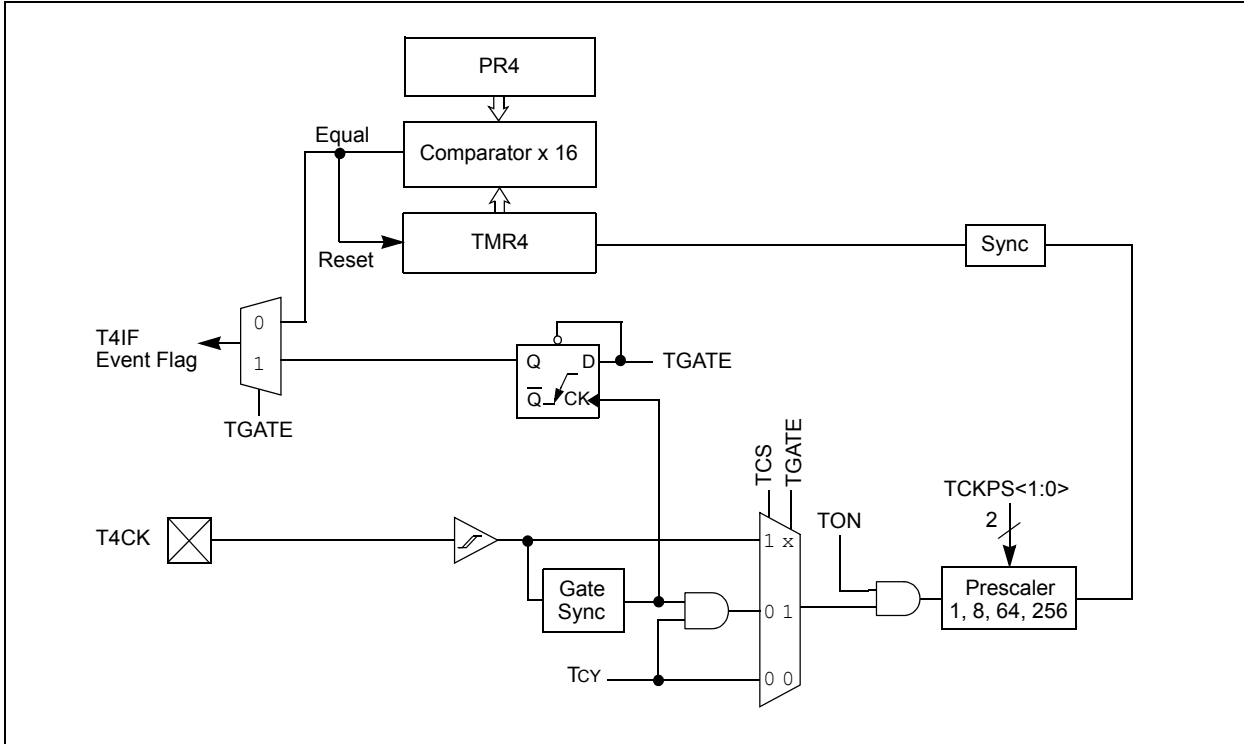 PR4
Equal
Comparator x 16
TMR4
Reset
Sync
0
T4IF
Event Flag
1
Q
D
TGATE
Q
CK
TGATE
TCS
TGATE
TCKPS<1:0>
2
TON
T4CK
1 x
Gate
Sync
0 1
Prescaler
1, 8, 64, 256
TCY
0 0